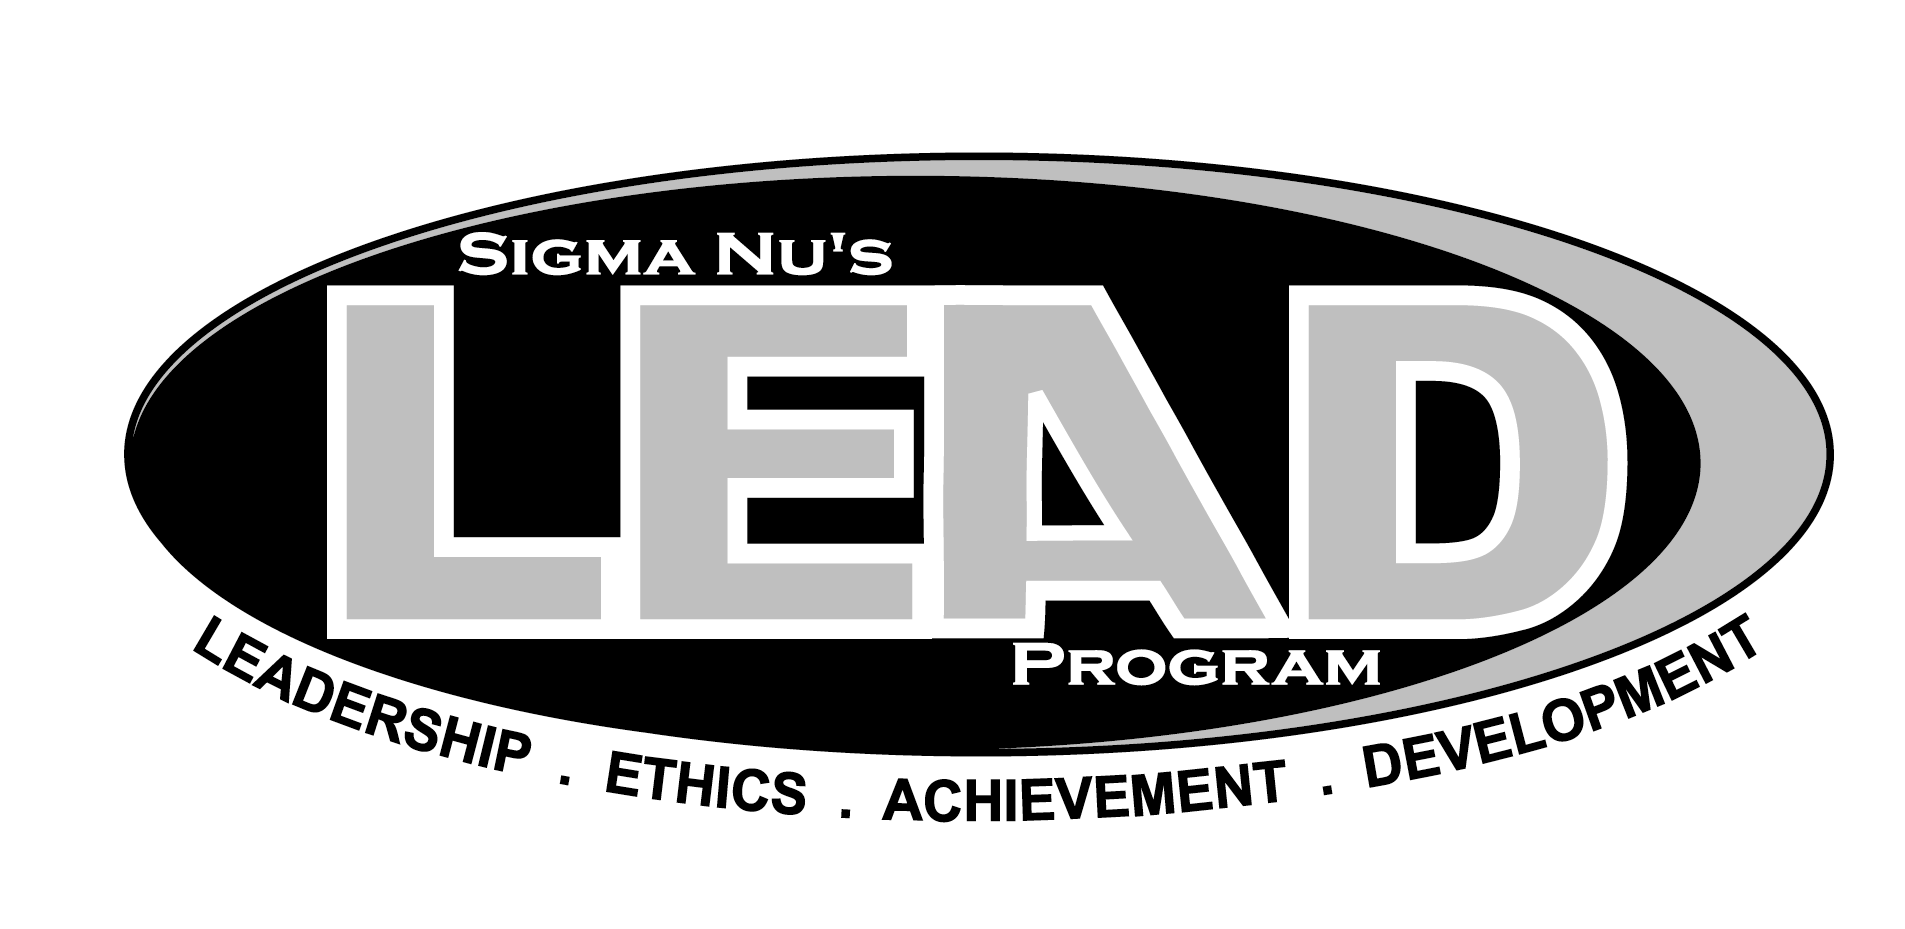 SIGMA NU'S
LEAD
PROGRAM
LEADERSHIP . ETHICS . ACHIEVEMENT . DEVELOPMENT